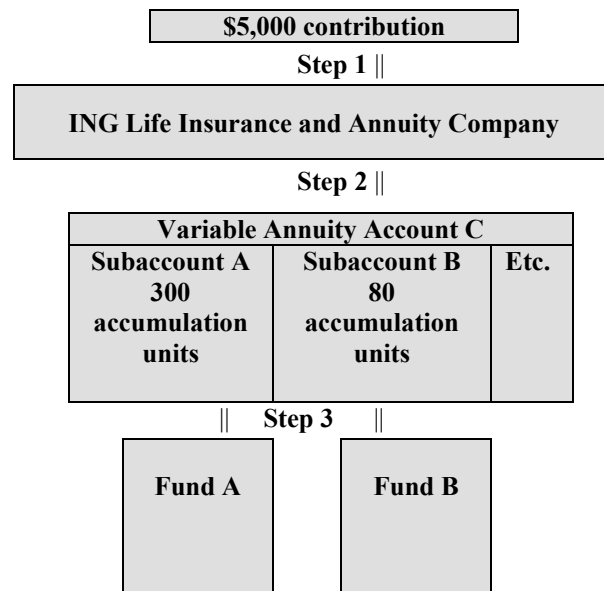 $5,000 contribution
Step 1 ||
ING Life Insurance and Annuity Company
Step 2 ||
Variable Annuity Account C
Subaccount A
300
accumulation
units
Subaccount B
80
accumulation
units
Etc.
|| Step 3 ||
Fund A
Fund B